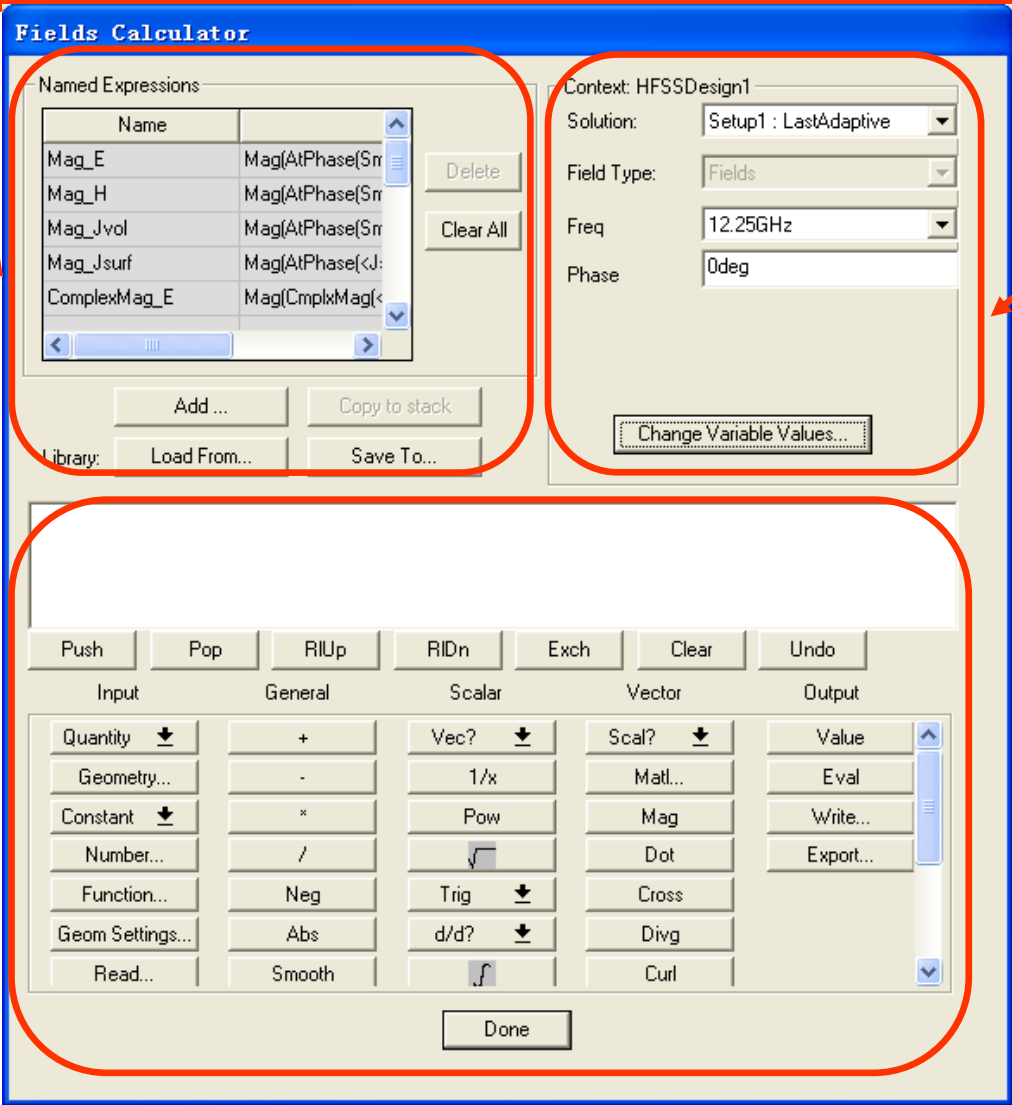 Fields Calculator
Named Expressions
Name
Mag_E Mag(AtPhase(Sm
Mag_H Mag(AtPhase(Sm
Mag_Jvol Mag(AtPhase(Sm
Mag_Jsurf Mag(AtPhase(<J:
ComplexMag_E Mag(CmplxMag(<
Delete
Clear All
Add ... Copy to stack
Library: Load From... Save To...
Context: HFSSDesign1
Solution: Setup1 : LastAdaptive
Field Type: Fields
Freq 12.25GHz
Phase 0deg
Change Variable Values...
Push Pop RlUp RlDn Exch Clear Undo
Input General Scalar Vector Output
Quantity + Vec? Scal? Value
Geometry... - 1/x Matl... Eval
Constant * Pow Mag Write...
Number... / √ Dot Export...
Function... Neg Trig Cross
Geom Settings... Abs d/d? Divg
Read... Smooth ∫ Curl
Done